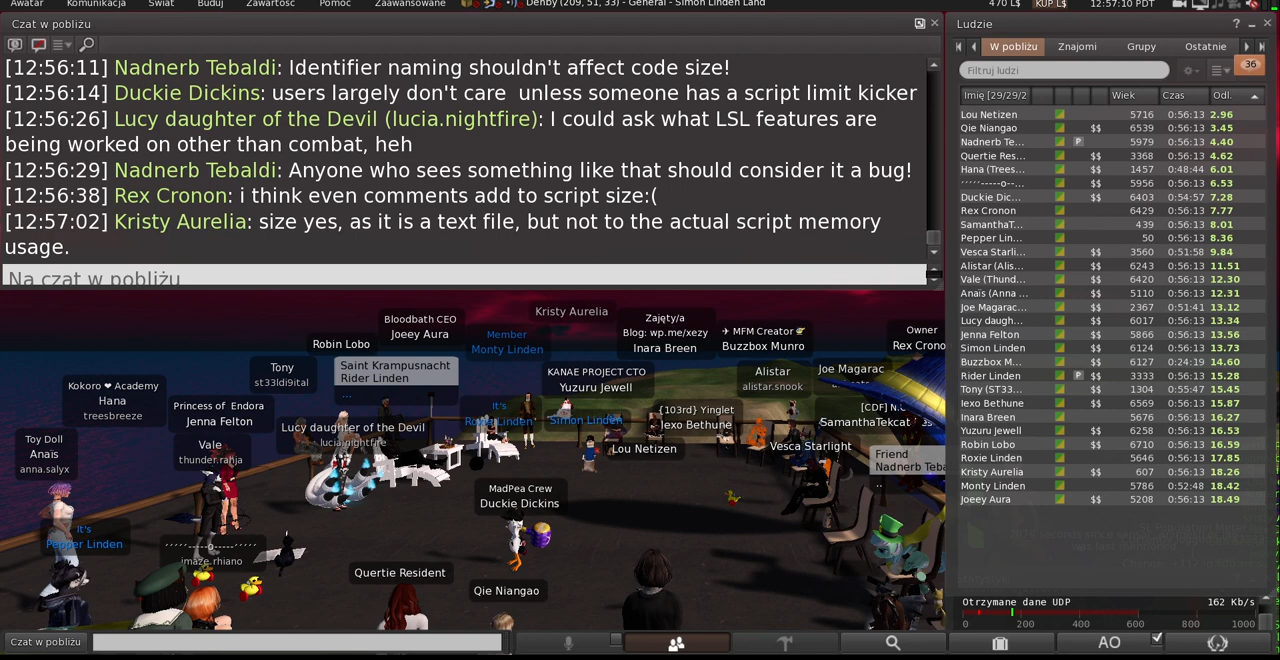 Awatar Komunikacja Świat Buduj Zawartość Pomoc Zaawansowane Denby (209, 51, 33) - General - Simon Linden Land 470 L$ KUP L$ 12:57:10 PDT
Czat w pobliżu
[12:56:11] Nadnerb Tebaldi: Identifier naming shouldn't affect code size!
[12:56:14] Duckie Dickins: users largely don't care unless someone has a script limit kicker
[12:56:26] Lucy daughter of the Devil (lucia.nightfire): I could ask what LSL features are
being worked on other than combat, heh
[12:56:29] Nadnerb Tebaldi: Anyone who sees something like that should consider it a bug!
[12:56:38] Rex Cronon: i think even comments add to script size:(
[12:57:02] Kristy Aurelia: size yes, as it is a text file, but not to the actual script memory
usage.
Na czat w pobliżu
Kristy Aurelia
Bloodbath CEO
Joeey Aura
Member
Monty Linden
Zajęty/a
Blog: wp.me/xezy
Inara Breen
✈ MFM Creator
Buzzbox Munro
Owner
Rex Crono
Robin Lobo
Tony
st33ldi9ital
Saint Krampusnacht
Rider Linden
...
KANAE PROJECT CTO
Yuzuru Jewell
Alistar
alistar.snook
Joe Magarac
Kokoro ❤ Academy
Hana
treesbreeze
Princess of Endora
Jenna Felton
It's
Roxie Linden
Simon Linden
{103rd} Yinglet
Jexo Bethune
[CDF] N.C
SamanthaTekcat
Lucy daughter of the Devil
lucia.nightfire
Toy Doll
Anaïs
anna.salyx
Vale
thunder.rahja
Lou Netizen
Vesca Starlight
Friend
Nadnerb Teba
..
MadPea Crew
Duckie Dickins
It's
Pepper Linden
´´´´´-----o-----´´´´´
imaze.rhiano
Quertie Resident
Qie Niangao
Czat w pobliżu
Ludzie
? _ ×
W pobliżu Znajomi Grupy Ostatnie
Filtruj ludzi
36
Imię [29/29/2 Wiek Czas Odl.
Lou Netizen 5716 0:56:13 2.96
Qie Niangao $$ 6539 0:56:13 3.45
Nadnerb Te... P 5979 0:56:13 4.40
Quertie Res... $$ 3368 0:56:13 4.62
Hana (Trees... $$ 1457 0:48:44 6.01
´´´´´-----o--... $$ 5956 0:56:13 6.53
Duckie Dic... $$ 6403 0:54:57 7.28
Rex Cronon 6429 0:56:13 7.77
SamanthaT... 439 0:56:13 8.01
Pepper Lin... 50 0:56:13 8.36
Vesca Starli... $$ 3560 0:51:58 9.84
Alistar (Alis... $$ 6243 0:56:13 11.51
Vale (Thund... $$ 6420 0:56:13 12.30
Anaïs (Anna ... $$ 5110 0:56:13 12.31
Joe Magarac... $$ 2367 0:51:41 13.12
Lucy daugh... $$ 6017 0:56:13 13.34
Jenna Felton $$ 5866 0:56:13 13.56
Simon Linden $$ 6124 0:56:13 13.73
Buzzbox M... $$ 6127 0:24:19 14.60
Rider Linden P $$ 3333 0:56:13 15.28
Tony (ST33... $$ 1304 0:55:47 15.45
Iexo Bethune $$ 6569 0:56:13 15.87
Inara Breen 5676 0:56:13 16.27
Yuzuru Jewell $$ 6258 0:56:13 16.53
Robin Lobo $$ 6710 0:56:13 16.59
Roxie Linden 5646 0:56:13 17.85
Kristy Aurelia $$ 607 0:56:13 18.26
Monty Linden 5786 0:52:48 18.42
Joeey Aura $$ 5208 0:56:13 18.49
Otrzymane dane UDP 162 Kb/s
0 200 400 600 800 1000
AO